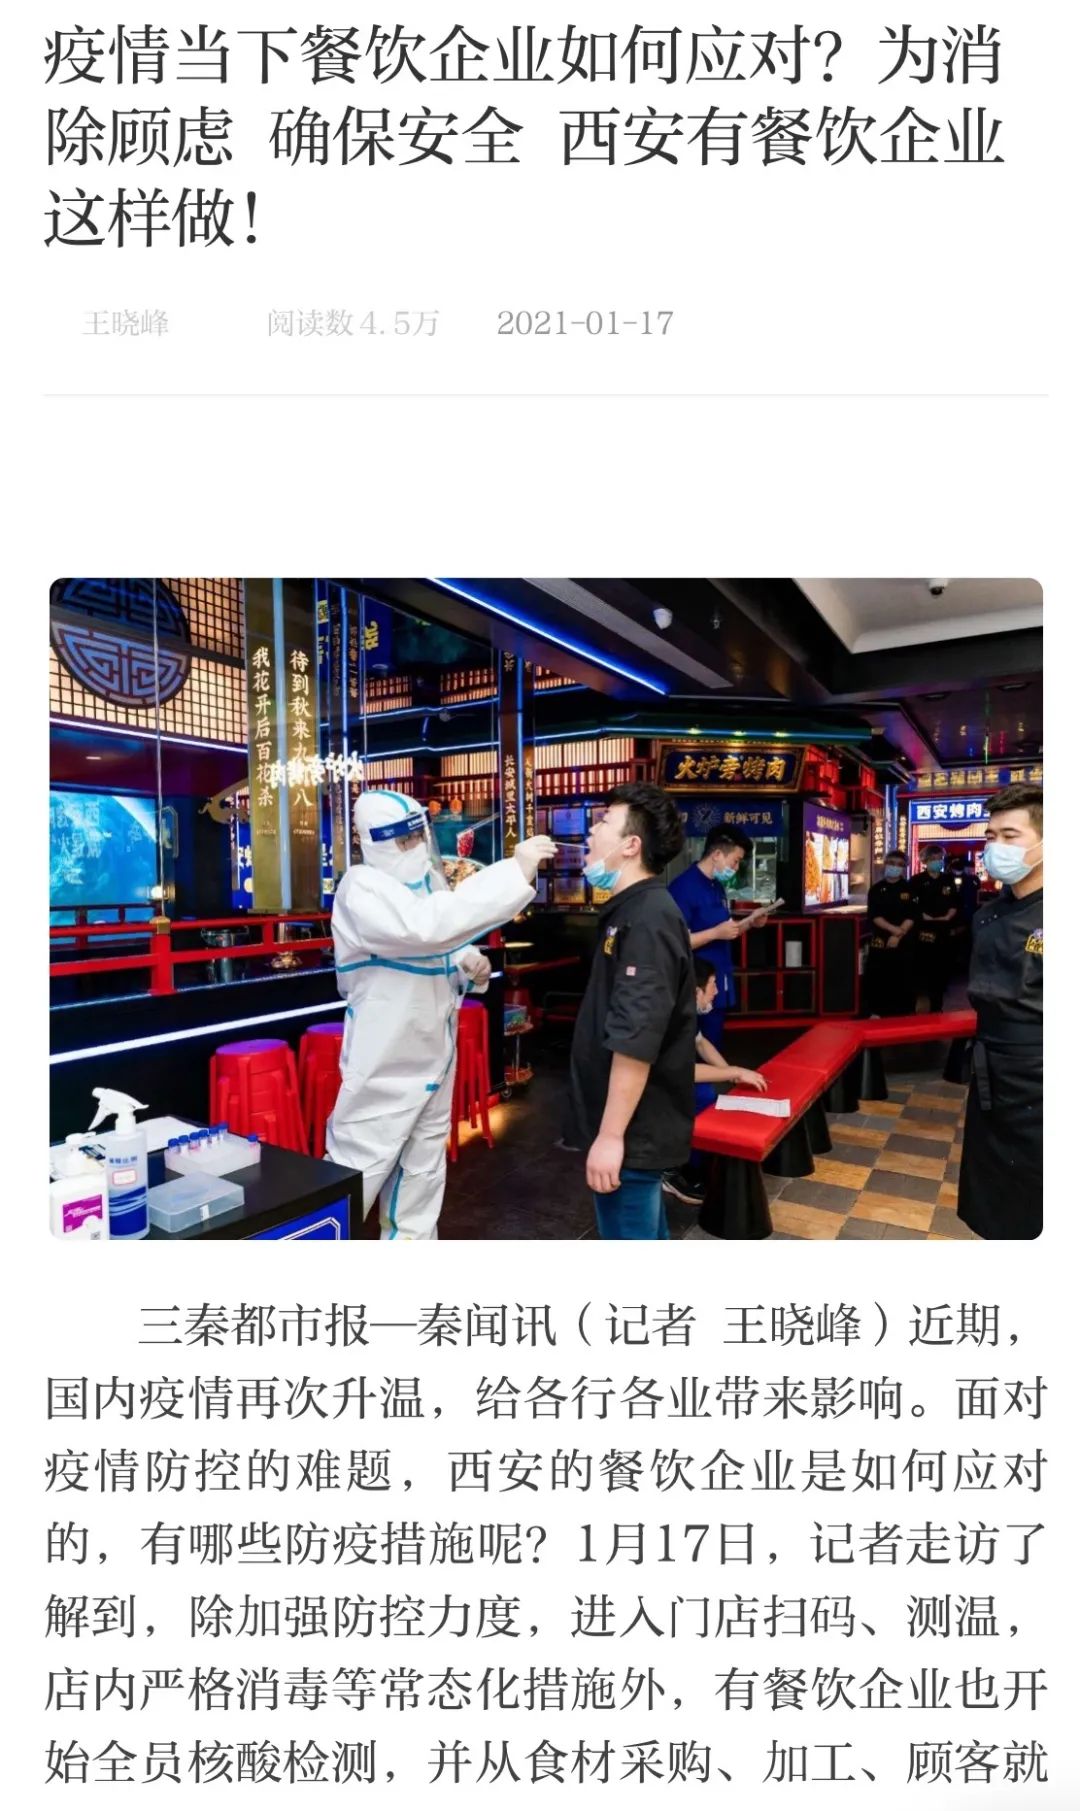 疫情当下餐饮企业如何应对？为消
除顾虑 确保安全 西安有餐饮企业
这样做！
王晓峰 阅读数4.5万 2021-01-17
待到秋来九月八
我花开后百花杀
火炉旁烤肉
新鲜可见
西安烤肉
三秦都市报—秦闻讯（记者 王晓峰）近期，
国内疫情再次升温，给各行各业带来影响。面对
疫情防控的难题，西安的餐饮企业是如何应对
的，有哪些防疫措施呢？1月17日，记者走访了
解到，除加强防控力度，进入门店扫码、测温，
店内严格消毒等常态化措施外，有餐饮企业也开
始全员核酸检测，并从食材采购、加工、顾客就